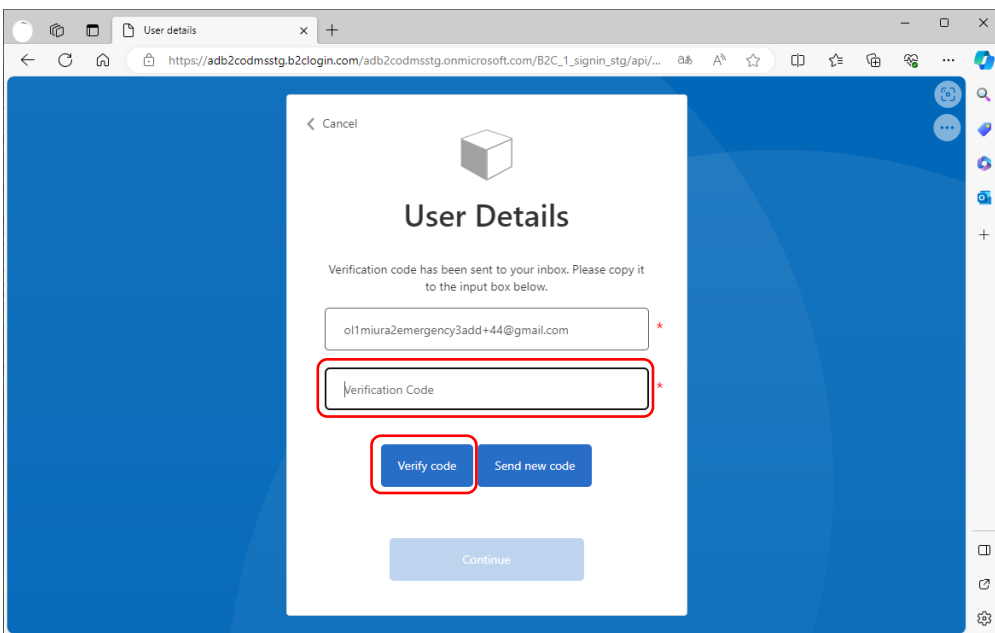 User details
https://adb2codmsstg.b2clogin.com/adb2codmsstg.onmicrosoft.com/B2C_1_signin_stg/api/...
Cancel
User Details
Verification code has been sent to your inbox. Please copy it
to the input box below.
ol1miura2emergency3add+44@gmail.com *
Verification Code *
Verify code Send new code
Continue